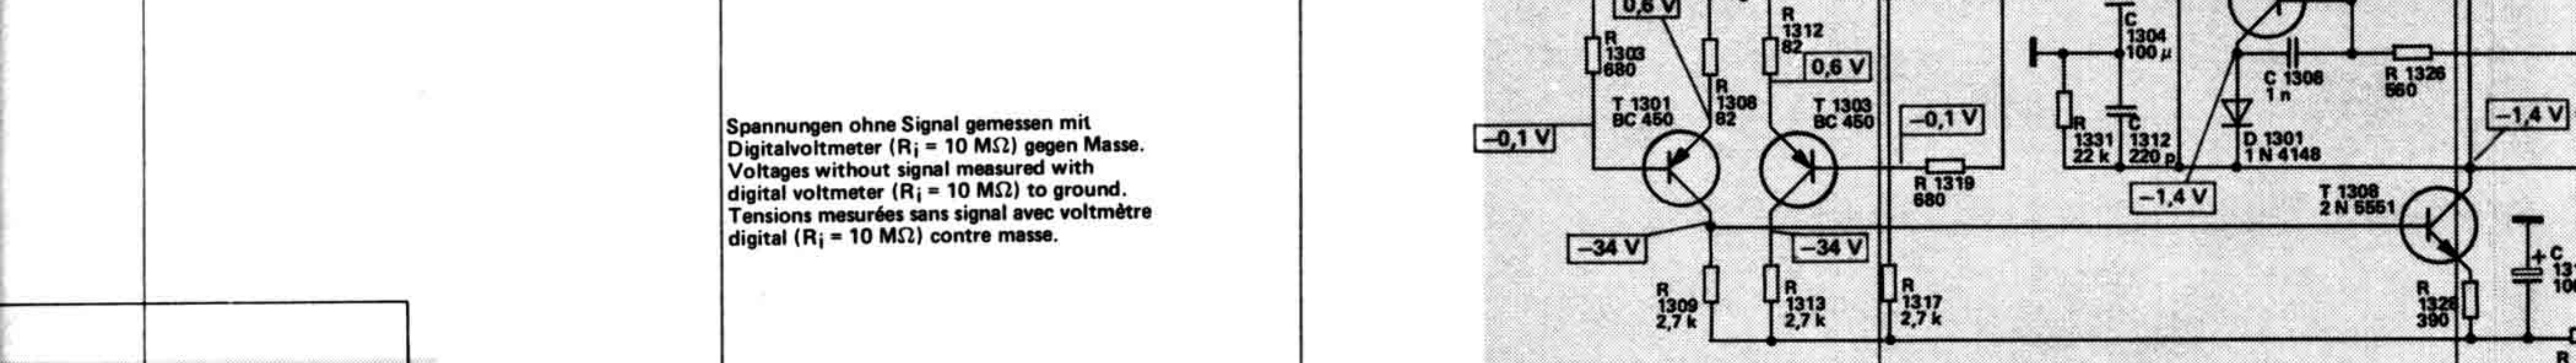 Spannungen ohne Signal gemessen mit
Digitalvoltmeter (Ri = 10 MΩ) gegen Masse.
Voltages without signal measured with
digital voltmeter (Ri = 10 MΩ) to ground.
Tensions mesurées sans signal avec voltmètre
digital (Ri = 10 MΩ) contre masse.
0,6 V
R
1303
680
R
1312
82
0,6 V
R
1308
82
T 1301
BC 450
T 1303
BC 450
−0,1 V
−0,1 V
R 1319
680
−34 V
−34 V
R
1309
2,7 k
R
1313
2,7 k
R
1317
2,7 k
C
1304
100 µ
C 1308
1 n
R 1326
560
R
1331
22 k
C
1312
220 p
D 1301
1 N 4148
−1,4 V
−1,4 V
T 1308
2 N 5551
R
1328
390
+
C